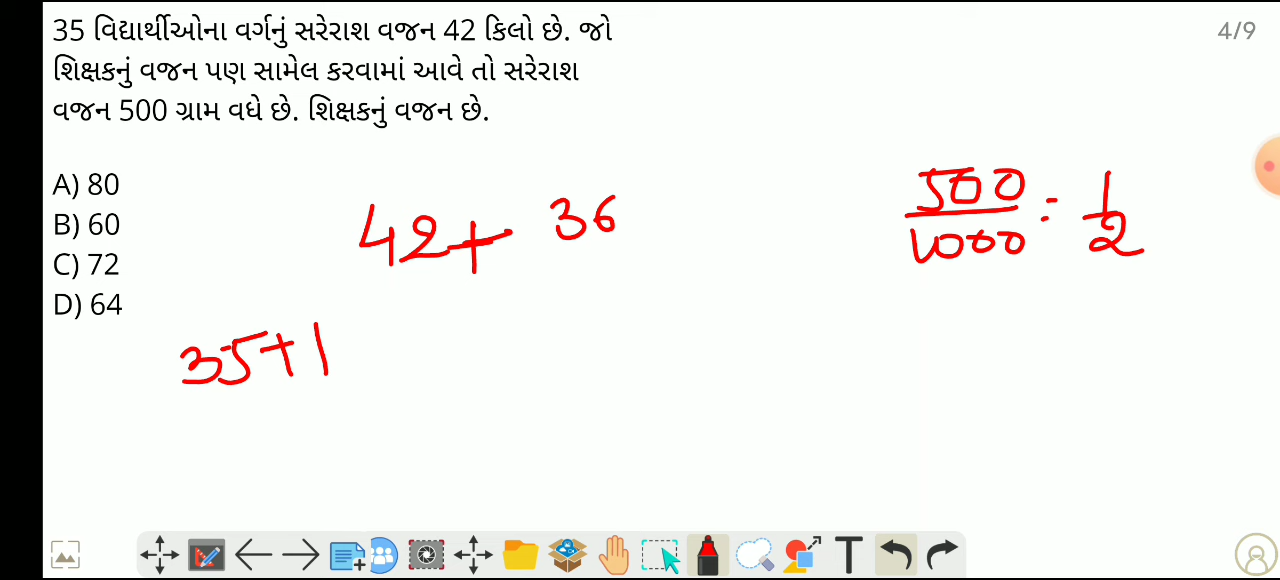 35 વિદ્યાર્થીઓના વર્ગનું સરેરાશ વજન 42 કિલો છે. જો
શિક્ષકનું વજન પણ સામેલ કરવામાં આવે તો સરેરાશ
વજન 500 ગ્રામ વધે છે. શિક્ષકનું વજન છે.
4/9
A) 80
B) 60
C) 72
D) 64
42+ 36
500/1000 = 1/2
35+1
T